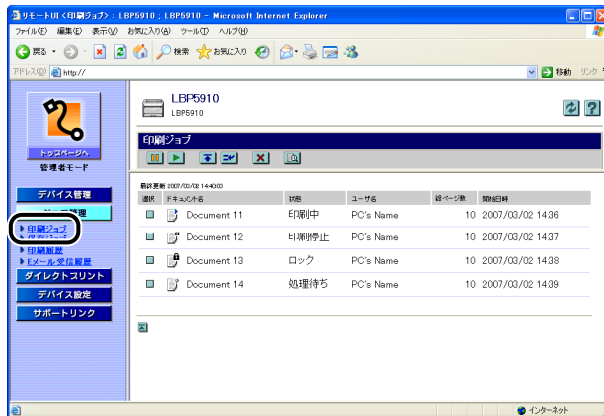 リモートUI <印刷ジョブ> : LBP5910 ; LBP5910 - Microsoft Internet Explorer
ファイル(F) 編集(E) 表示(V) お気に入り(A) ツール(T) ヘルプ(H)
戻る 検索 お気に入り
アドレス(D) http:// 移動 リンク
LBP5910
LBP5910
トップページへ
管理者モード
デバイス管理
印刷ジョブ
印刷履歴
Eメール受信履歴
ダイレクトプリント
デバイス設定
サポートリンク
印刷ジョブ
最終更新 2007/03/02 14:40:00
選択 ドキュメント名 状態 ユーザ名 総ページ数 開始日時
Document 11 印刷中 PC's Name 10 2007/03/02 14:36
Document 12 印刷停止 PC's Name 10 2007/03/02 14:37
Document 13 ロック PC's Name 10 2007/03/02 14:38
Document 14 処理待ち PC's Name 10 2007/03/02 14:39
インターネット